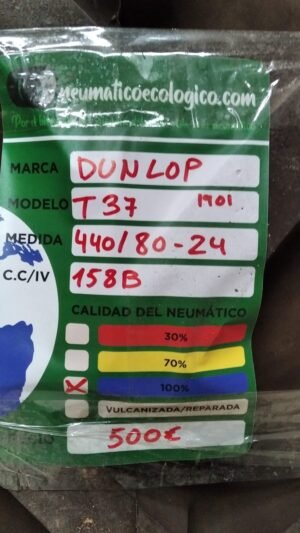 neumaticoecologico.com
MARCA DUNLOP
MODELO T37 1901
MEDIDA 440/80-24
C.C/IV 158B
CALIDAD DEL NEUMÁTICO
30%
70%
X 100%
VULCANIZADA/REPARADA
500€